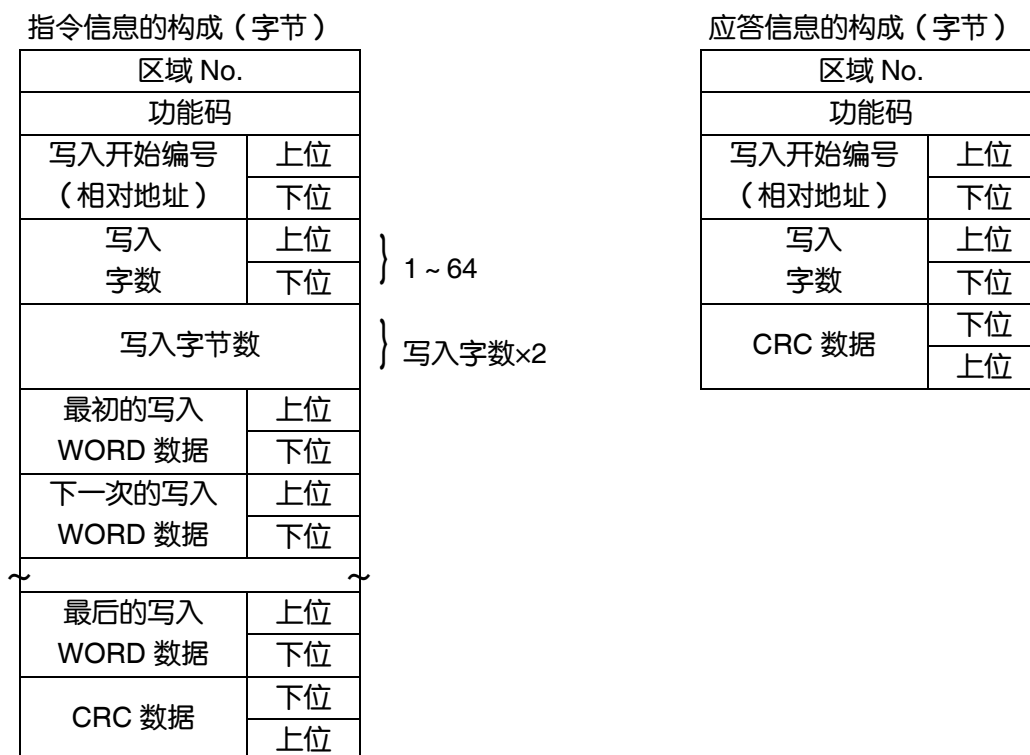 指令信息的构成（字节）
区域 No.
功能码
写入开始编号 上位
（相对地址） 下位
写入 上位
字数 下位
} 1～64
写入字节数
} 写入字数×2
最初的写入 上位
WORD 数据 下位
下一次的写入 上位
WORD 数据 下位
～ ～
最后的写入 上位
WORD 数据 下位
CRC 数据 下位
上位
应答信息的构成（字节）
区域 No.
功能码
写入开始编号 上位
（相对地址） 下位
写入 上位
字数 下位
CRC 数据 下位
上位